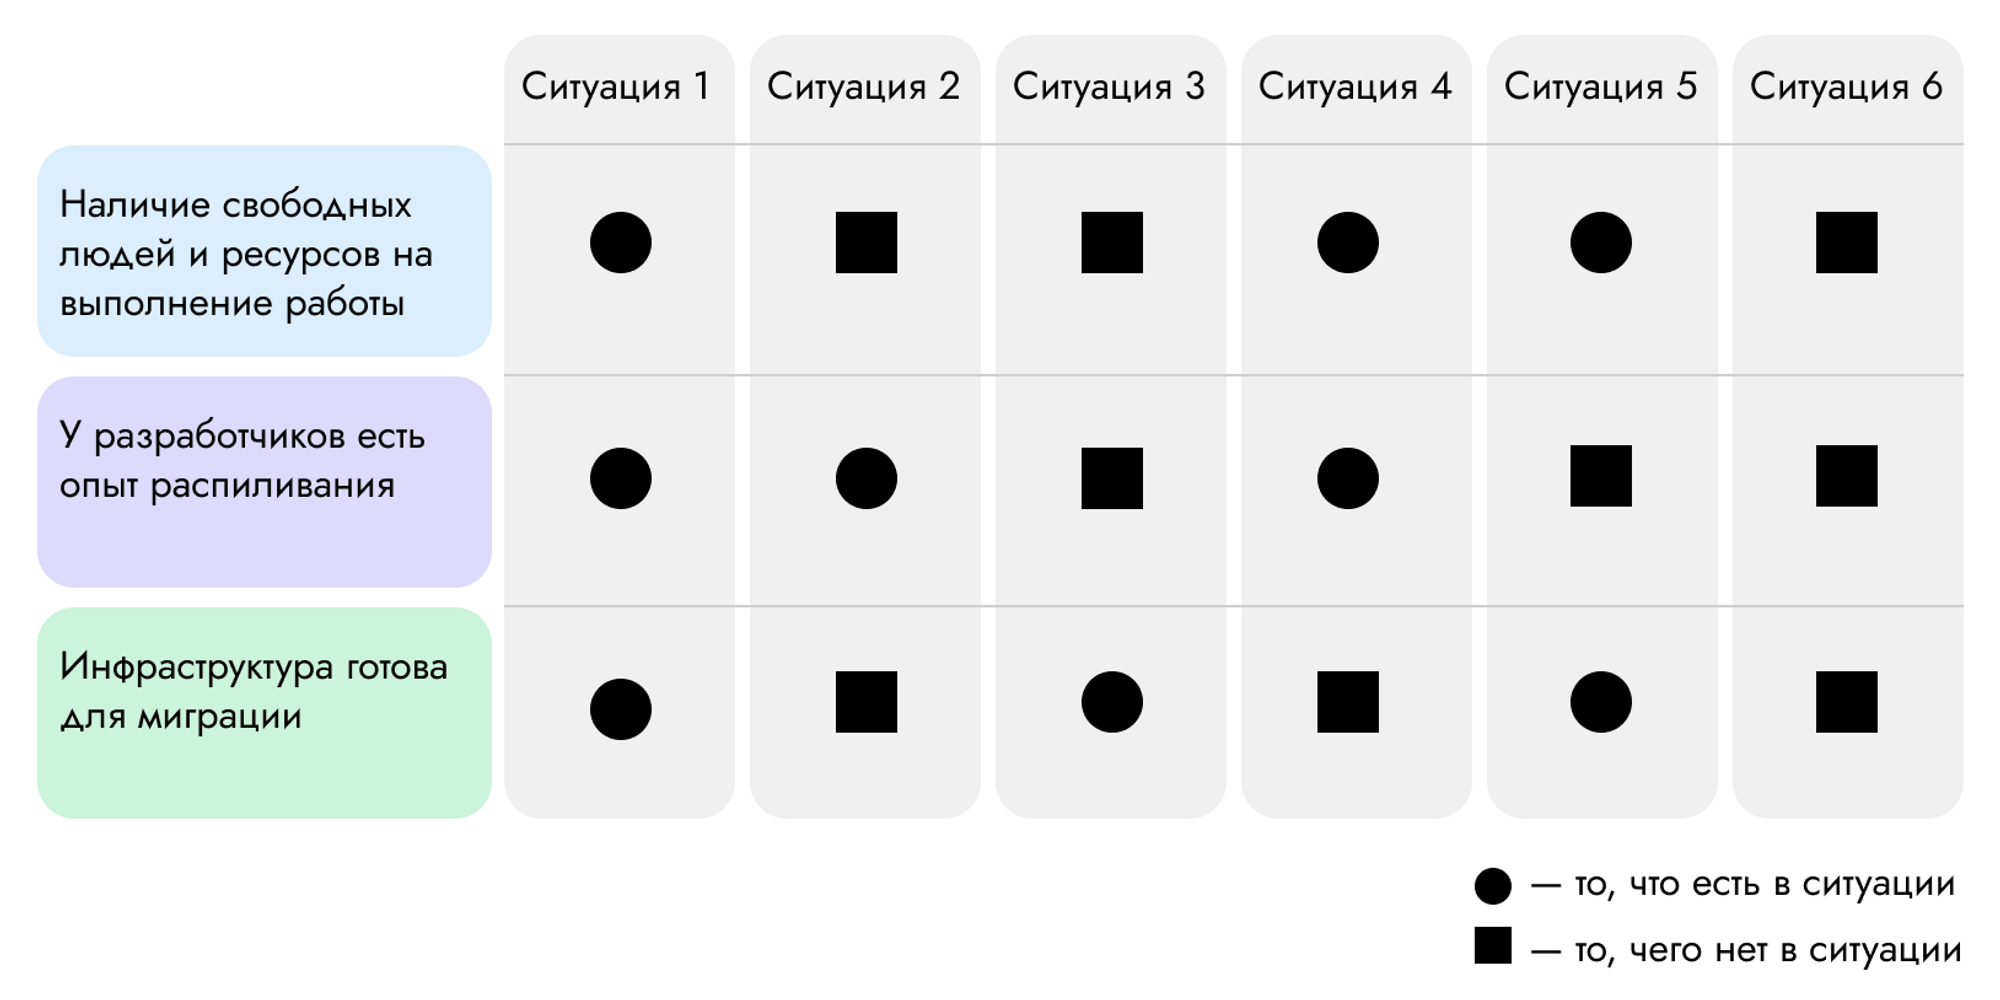 Ситуация 1
Ситуация 2
Ситуация 3
Ситуация 4
Ситуация 5
Ситуация 6
Наличие свободных
людей и ресурсов на
выполнение работы
У разработчиков есть
опыт распиливания
Инфраструктура готова
для миграции
— то, что есть в ситуации
— то, чего нет в ситуации